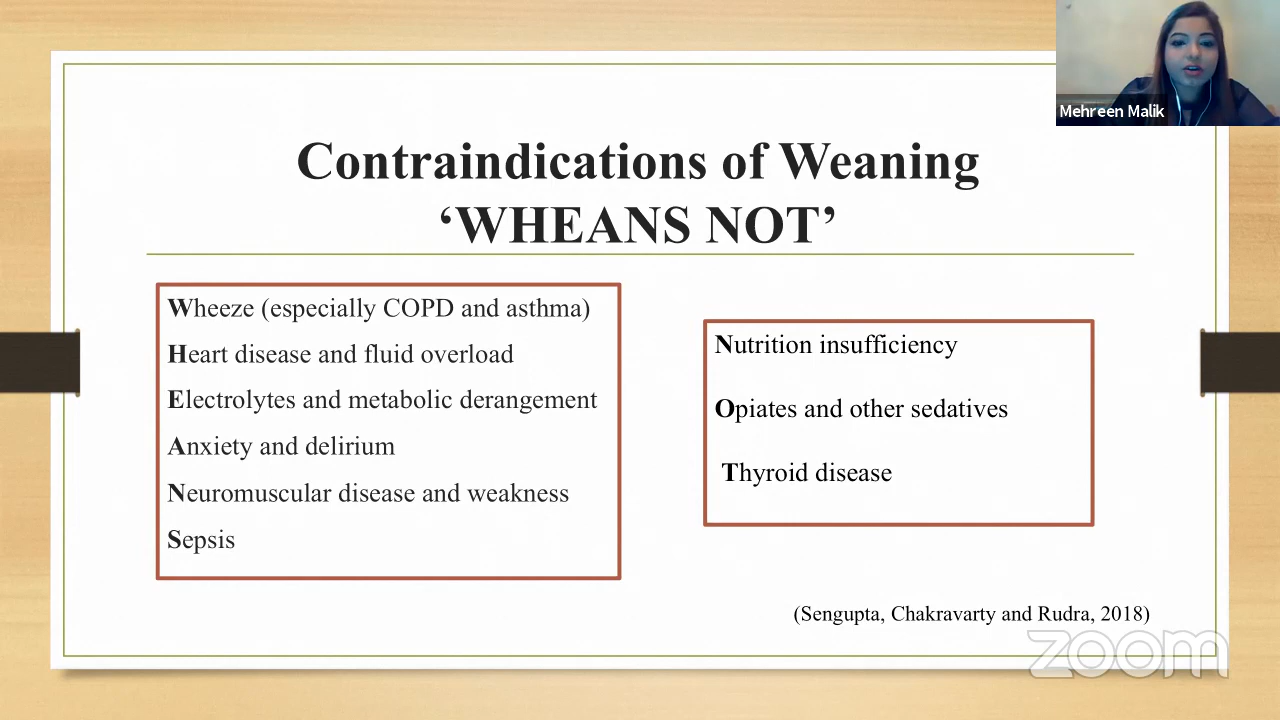 Mehreen Malik
Contraindications of Weaning
‘WHEANS NOT’
Wheeze (especially COPD and asthma)
Heart disease and fluid overload
Electrolytes and metabolic derangement
Anxiety and delirium
Neuromuscular disease and weakness
Sepsis
Nutrition insufficiency
Opiates and other sedatives
Thyroid disease
(Sengupta, Chakravarty and Rudra, 2018)
zoom